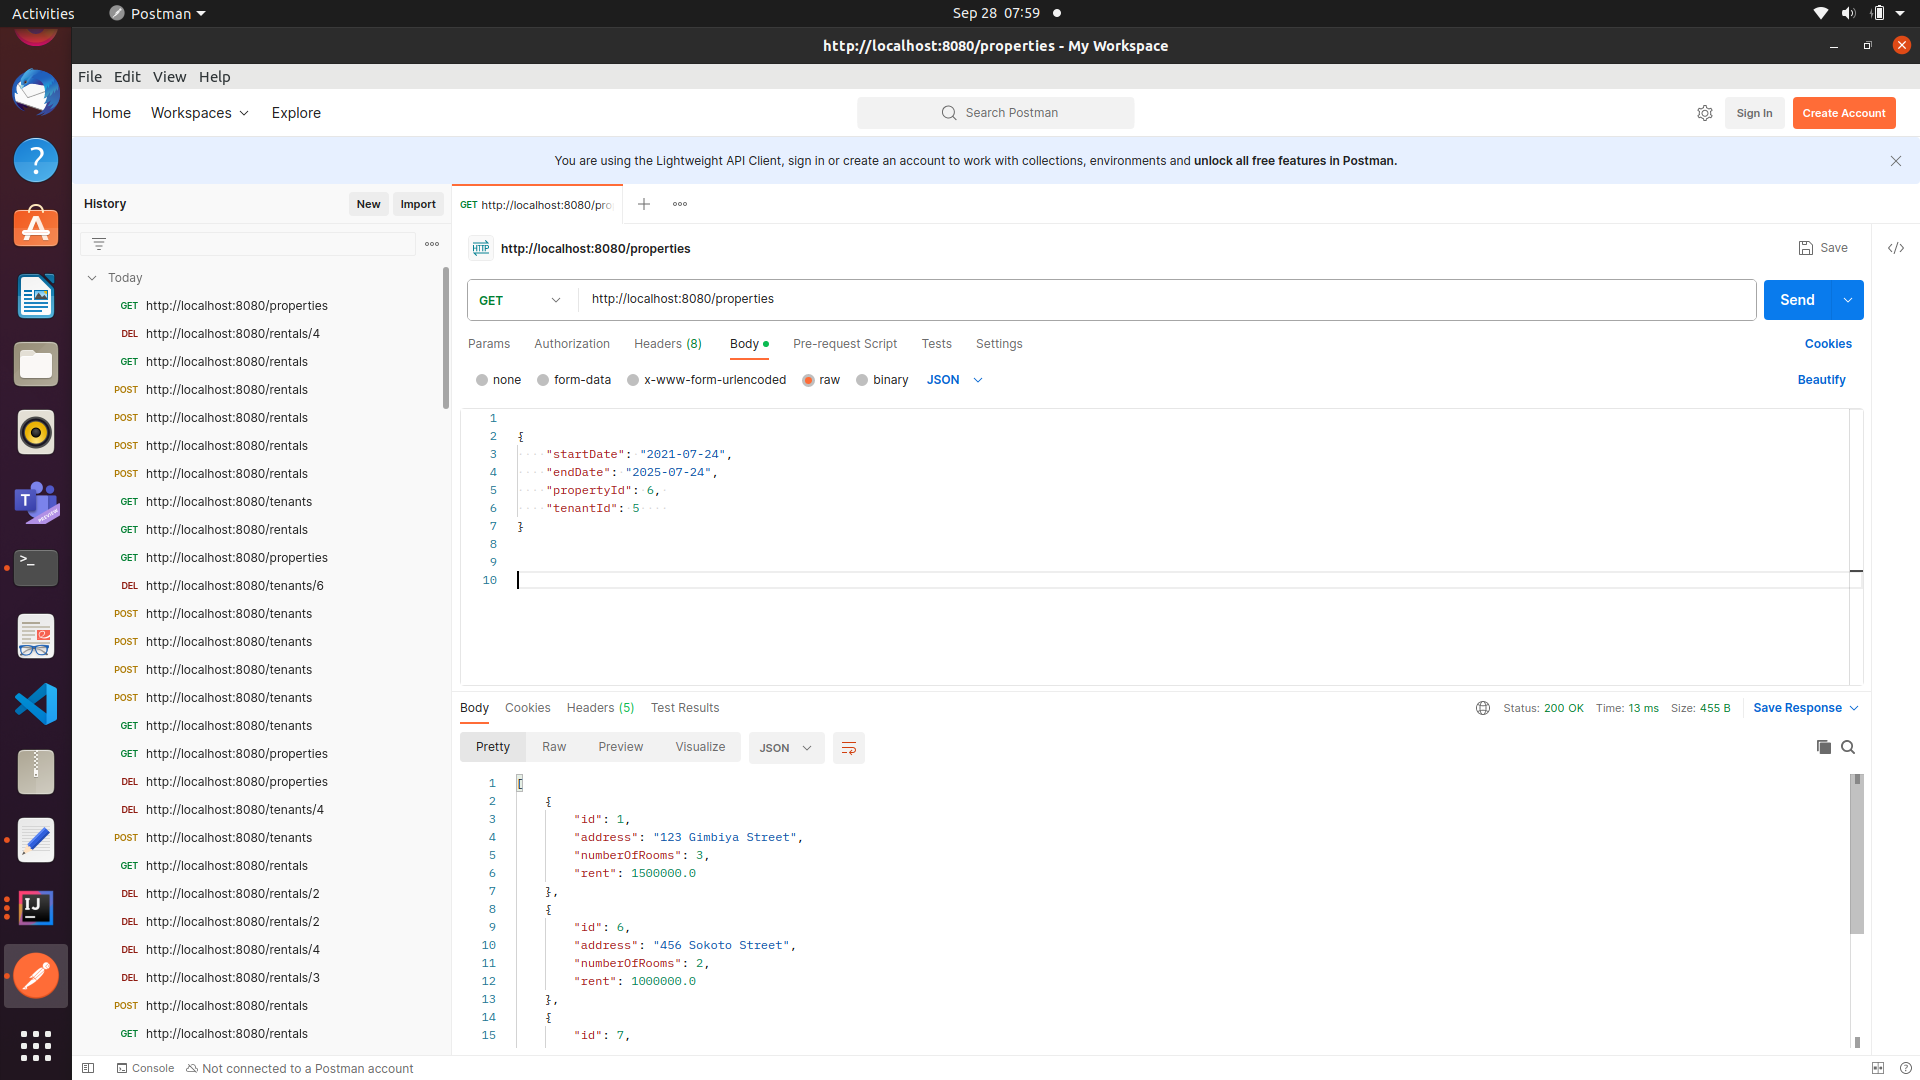 Activities
Postman
Sep 28 07:59
http://localhost:8080/properties - My Workspace
File Edit View Help
Home Workspaces Explore
Search Postman
Sign In
Create Account
You are using the Lightweight API Client, sign in or create an account to work with collections, environments and unlock all free features in Postman.
History
New
Import
Today
GET http://localhost:8080/properties
DEL http://localhost:8080/rentals/4
GET http://localhost:8080/rentals
POST http://localhost:8080/rentals
POST http://localhost:8080/rentals
POST http://localhost:8080/rentals
POST http://localhost:8080/rentals
GET http://localhost:8080/tenants
GET http://localhost:8080/rentals
GET http://localhost:8080/properties
DEL http://localhost:8080/tenants/6
POST http://localhost:8080/tenants
POST http://localhost:8080/tenants
POST http://localhost:8080/tenants
POST http://localhost:8080/tenants
GET http://localhost:8080/tenants
GET http://localhost:8080/properties
DEL http://localhost:8080/properties
DEL http://localhost:8080/tenants/4
POST http://localhost:8080/tenants
GET http://localhost:8080/rentals
DEL http://localhost:8080/rentals/2
DEL http://localhost:8080/rentals/2
DEL http://localhost:8080/rentals/4
DEL http://localhost:8080/rentals/3
POST http://localhost:8080/rentals
GET http://localhost:8080/rentals
GET http://localhost:8080/pro
HTTP http://localhost:8080/properties
Save
GET http://localhost:8080/properties
Send
Params Authorization Headers (8) Body Pre-request Script Tests Settings
Cookies
none form-data x-www-form-urlencoded raw binary JSON
Beautify
1
2 {
3 "startDate": "2021-07-24",
4 "endDate": "2025-07-24",
5 "propertyId": 6,
6 "tenantId": 5
7 }
8
9
10
Body Cookies Headers (5) Test Results
Status: 200 OK Time: 13 ms Size: 455 B
Save Response
Pretty Raw Preview Visualize JSON
1 [
2 {
3 "id": 1,
4 "address": "123 Gimbiya Street",
5 "numberOfRooms": 3,
6 "rent": 1500000.0
7 },
8 {
9 "id": 6,
10 "address": "456 Sokoto Street",
11 "numberOfRooms": 2,
12 "rent": 1000000.0
13 },
14 {
15 "id": 7,
Console
Not connected to a Postman account